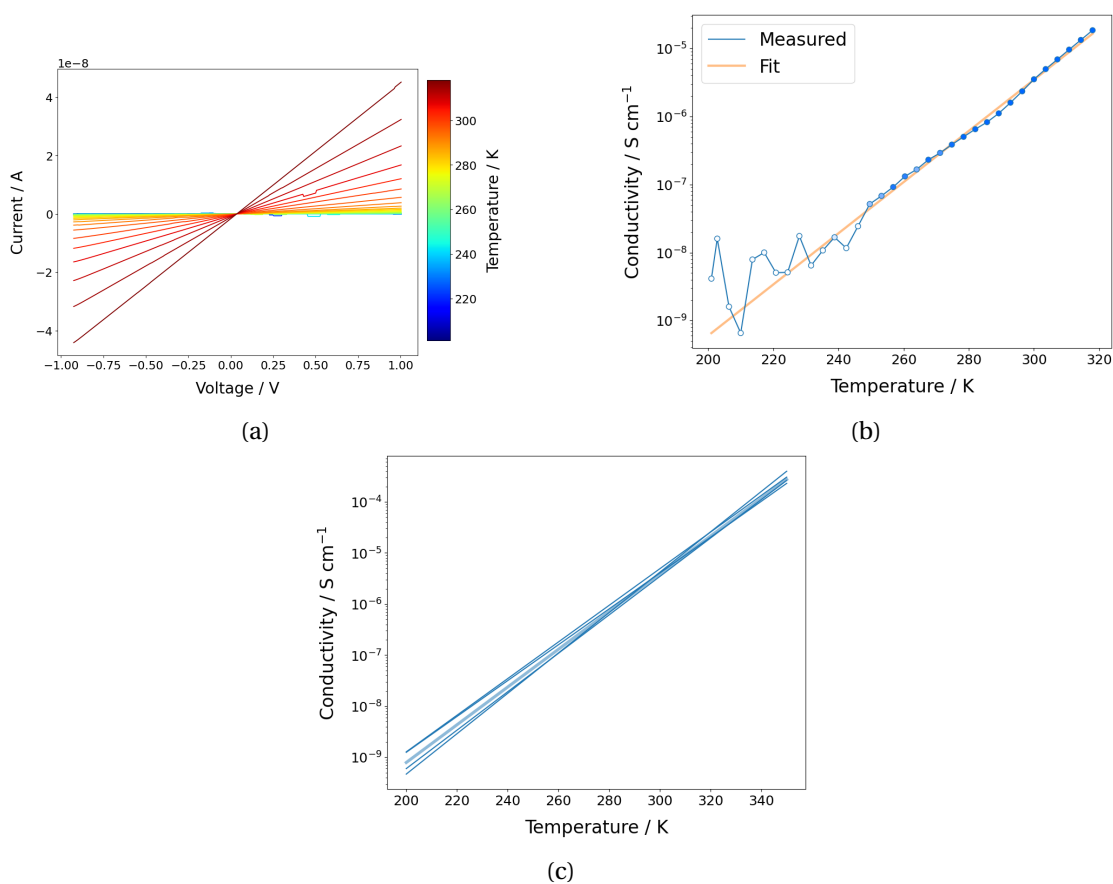 1e−8
4
2
0
−2
−4
Current / A
−1.00 −0.75 −0.50 −0.25 0.00 0.25 0.50 0.75 1.00
Voltage / V
300
280
260
240
220
Temperature / K
(a)
Measured
Fit
10⁻⁵
10⁻⁶
10⁻⁷
10⁻⁸
10⁻⁹
Conductivity / S cm⁻¹
200 220 240 260 280 300 320
Temperature / K
(b)
10⁻⁴
10⁻⁵
10⁻⁶
10⁻⁷
10⁻⁸
10⁻⁹
Conductivity / S cm⁻¹
200 220 240 260 280 300 320 340
Temperature / K
(c)